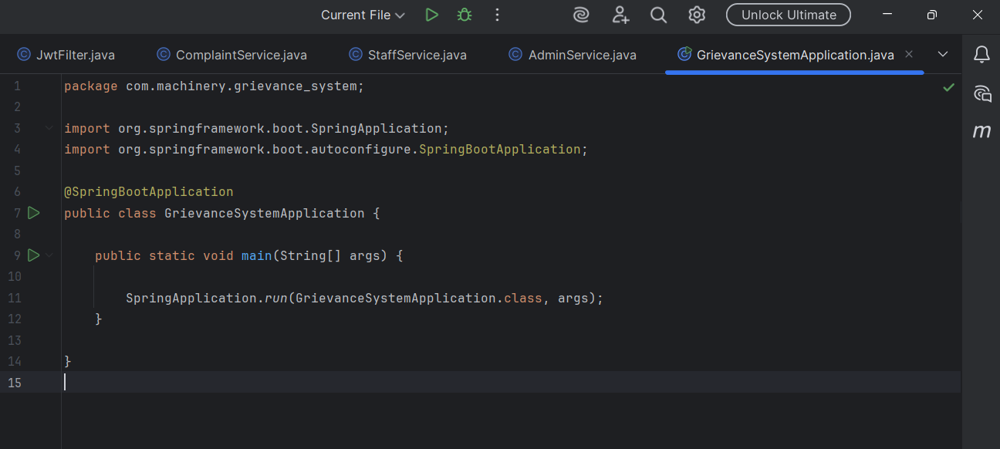 Current File
Unlock Ultimate
JwtFilter.java
ComplaintService.java
StaffService.java
AdminService.java
GrievanceSystemApplication.java
1 package com.machinery.grievance_system;
2
3 import org.springframework.boot.SpringApplication;
4 import org.springframework.boot.autoconfigure.SpringBootApplication;
5
6 @SpringBootApplication
7 public class GrievanceSystemApplication {
8
9     public static void main(String[] args) {
10
11         SpringApplication.run(GrievanceSystemApplication.class, args);
12     }
13
14 }
15
m